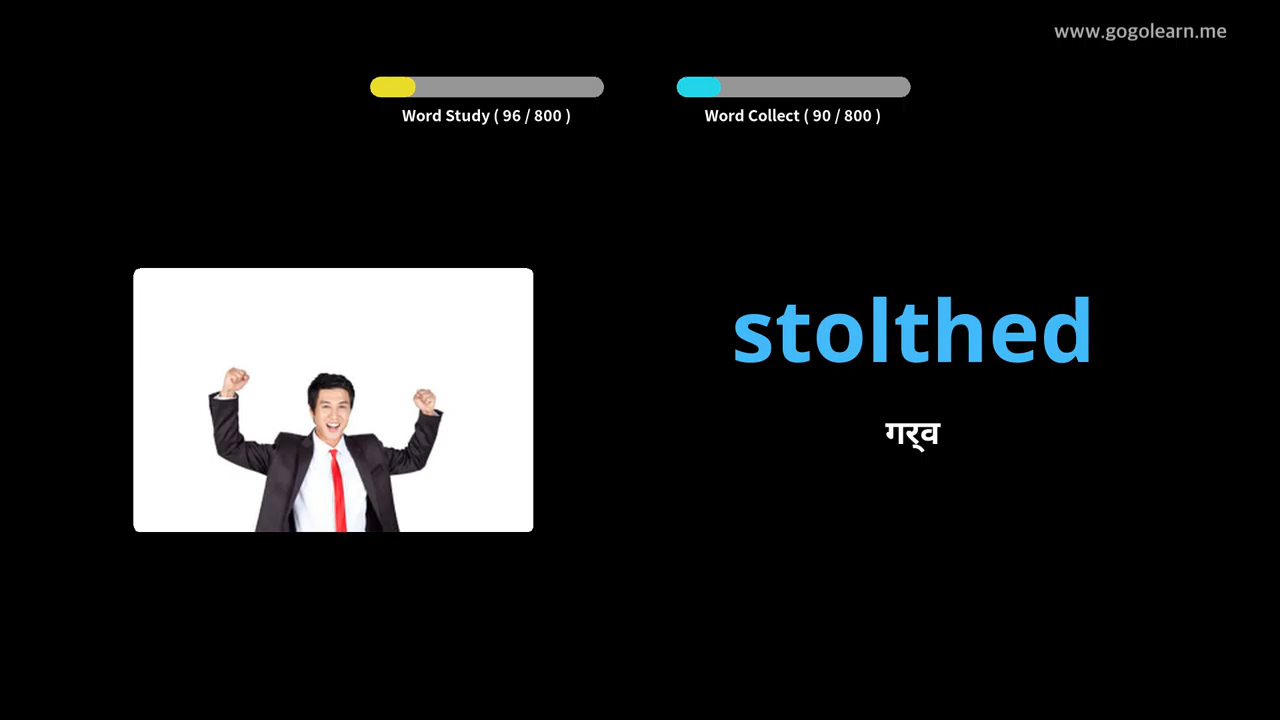 www.gogolearn.me
Word Study ( 96 / 800 )
Word Collect ( 90 / 800 )
stolthed
गर्व